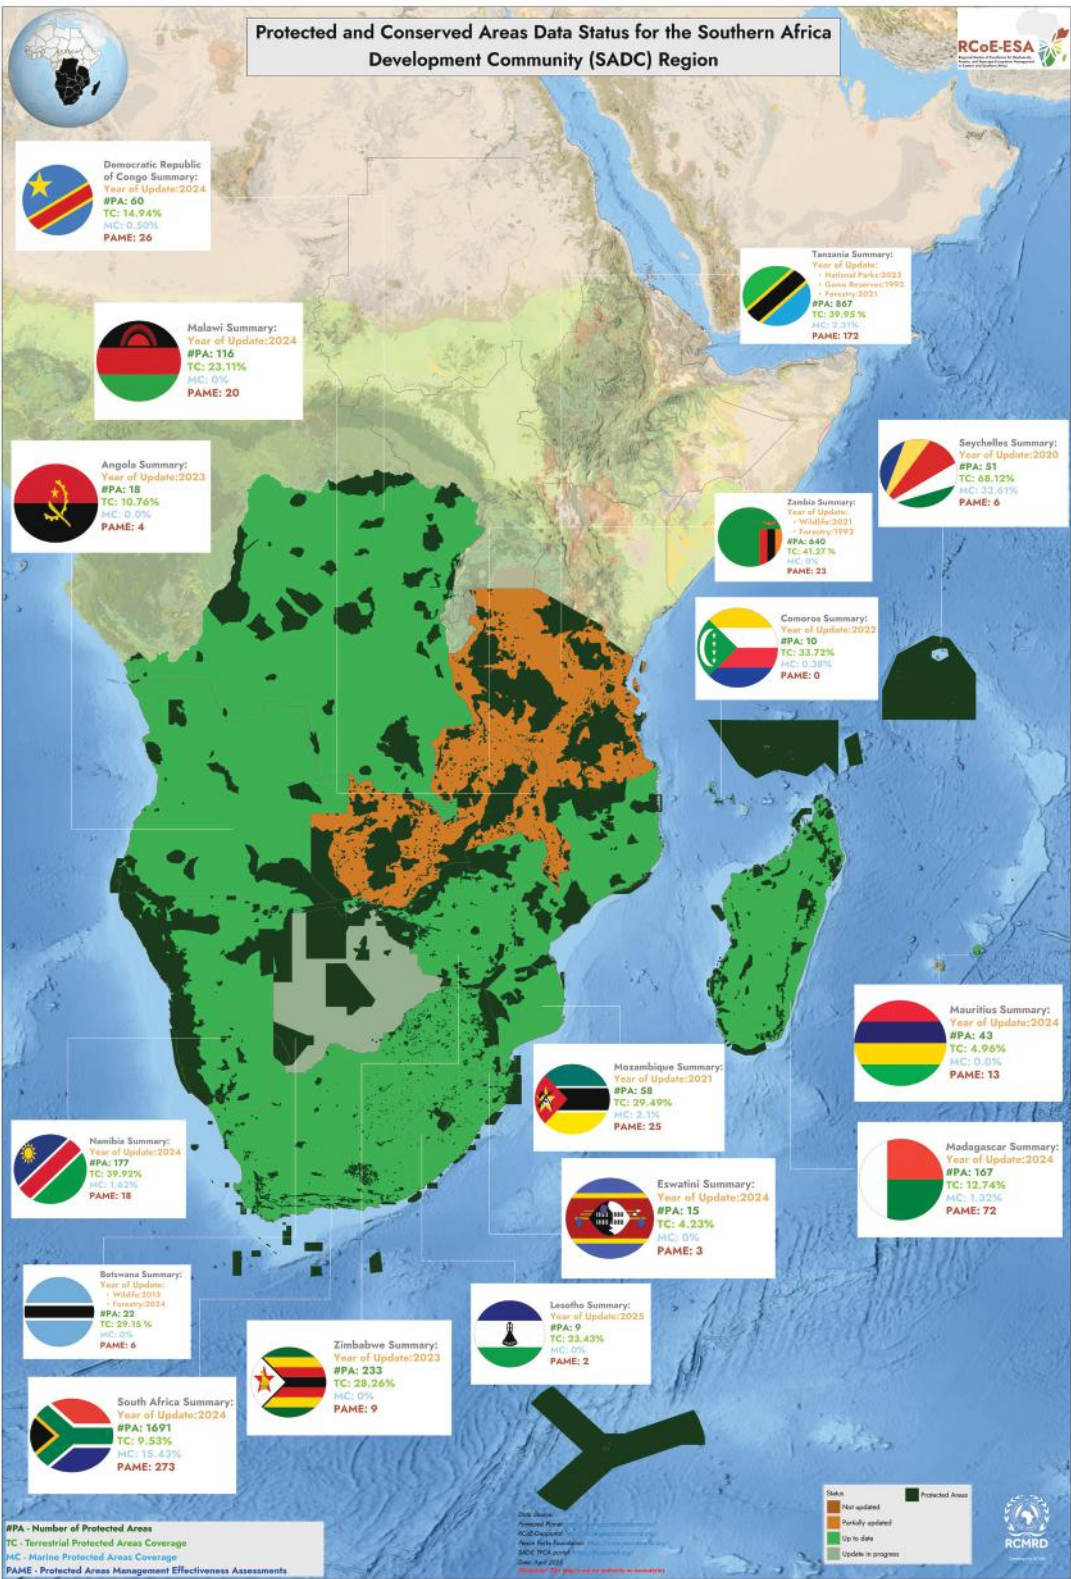 Protected and Conserved Areas Data Status for the Southern Africa
Development Community (SADC) Region
RCoE-ESA
Democratic Republic
of Congo Summary:
Year of Update:2024
#PA: 60
TC: 14.94%
MC: 0.50%
PAME: 26
Tanzania Summary:
Year of Update:
• National Parks:2023
• Game Reserves:1993
• Forestry:2021
#PA: 867
TC: 39.95 %
MC: 2.31%
PAME: 172
Malawi Summary:
Year of Update:2024
#PA: 116
TC: 23.11%
MC: 0%
PAME: 20
Angola Summary:
Year of Update:2023
#PA: 18
TC: 10.76%
MC: 0.0%
PAME: 4
Seychelles Summary:
Year of Update:2020
#PA: 51
TC: 68.12%
MC: 32.61%
PAME: 6
Zambia Summary:
Year of Update:
• Wildlife:2021
• Forestry:1993
#PA: 640
TC: 41.27 %
MC: 0%
PAME: 23
Comoros Summary:
Year of Update:2022
#PA: 10
TC: 33.72%
MC: 0.38%
PAME: 0
Mauritius Summary:
Year of Update:2024
#PA: 43
TC: 4.96%
MC: 0.0%
PAME: 13
Mozambique Summary:
Year of Update:2021
#PA: 58
TC: 29.49%
MC: 2.1%
PAME: 25
Namibia Summary:
Year of Update:2024
#PA: 177
TC: 39.92%
MC: 1.62%
PAME: 18
Madagascar Summary:
Year of Update:2024
#PA: 167
TC: 12.74%
MC: 1.32%
PAME: 72
Eswatini Summary:
Year of Update:2024
#PA: 15
TC: 4.23%
MC: 0%
PAME: 3
Botswana Summary:
Year of Update:
• Wildlife:2013
• Forestry:2024
#PA: 22
TC: 29.15 %
MC: 0%
PAME: 6
Lesotho Summary:
Year of Update:2025
#PA: 9
TC: 23.43%
MC: 0%
PAME: 2
Zimbabwe Summary:
Year of Update:2023
#PA: 233
TC: 28.26%
MC: 0%
PAME: 9
South Africa Summary:
Year of Update:2024
#PA: 1691
TC: 9.53%
MC: 15.43%
PAME: 273
#PA - Number of Protected Areas
TC - Terrestrial Protected Areas Coverage
MC - Marine Protected Areas Coverage
PAME - Protected Areas Management Effectiveness Assessments
Data Source:
Protected Planet:
RCoE-Geoportal:
Peace Parks Foundation:
SADC TFCA portal:
Date: April 2025
Status
Not updated
Partially updated
Up to date
Update in progress
Protected Areas
RCMRD